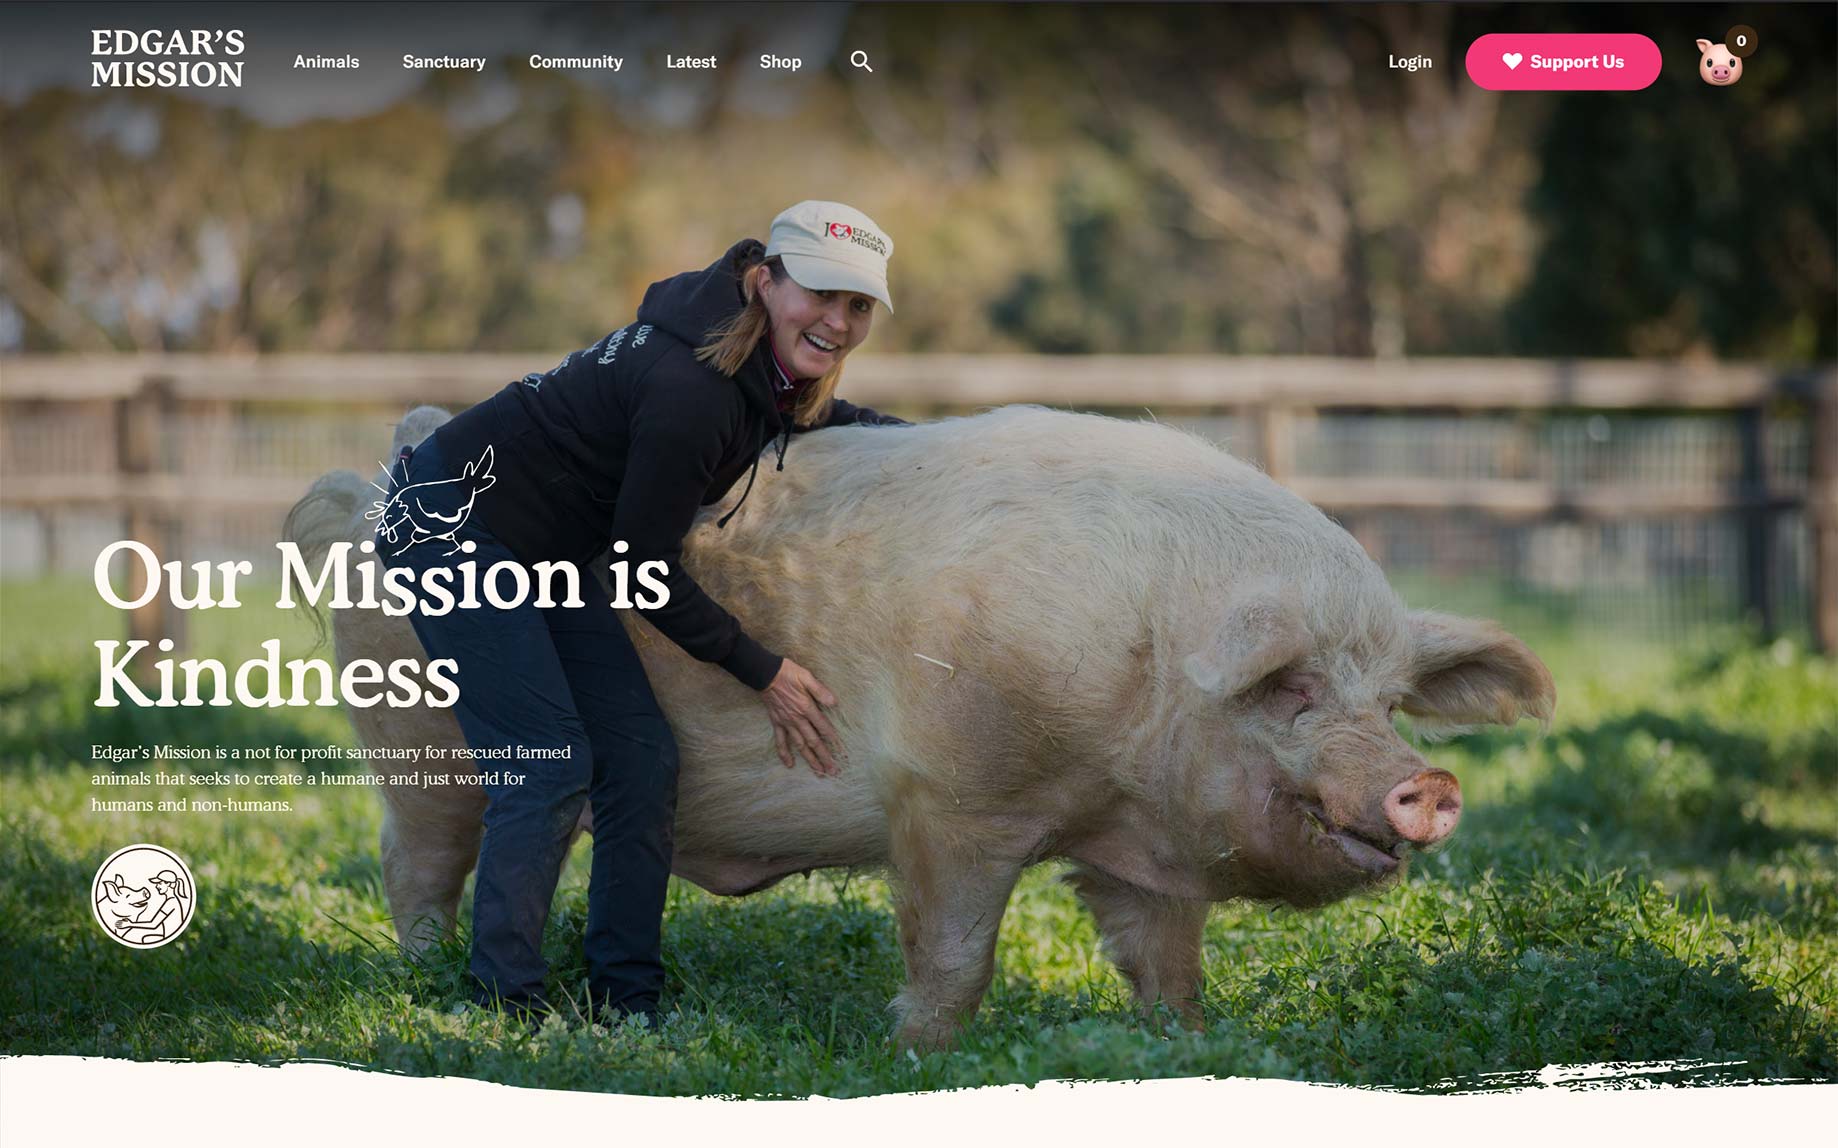 EDGAR'S
MISSION
Animals
Sanctuary
Community
Latest
Shop
Login
Support Us
0
I EDGAR'S
MISSION
Our Mission is
Kindness
Edgar's Mission is a not for profit sanctuary for rescued farmed
animals that seeks to create a humane and just world for
humans and non-humans.